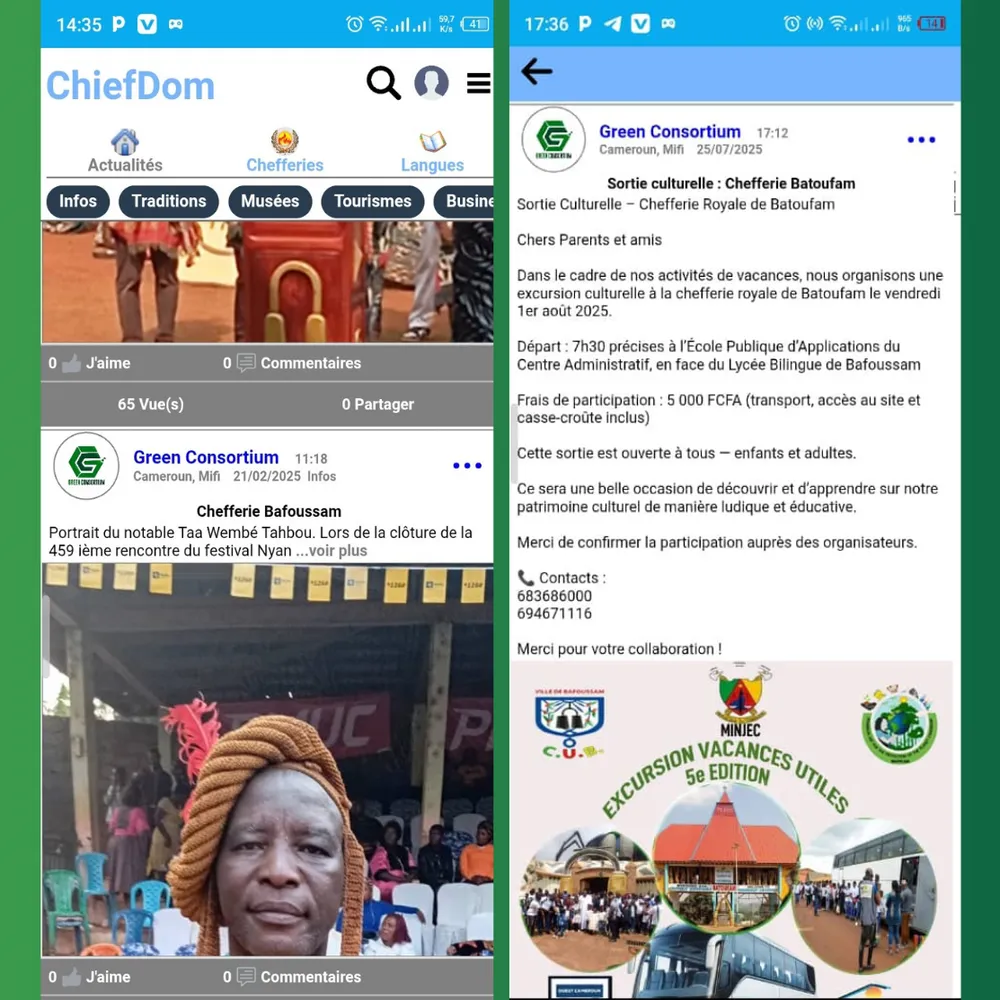 14:35
59,7
K/s
41
ChiefDom
Actualités
Chefferies
Langues
Infos
Traditions
Musées
Tourismes
Busine
0 J'aime
0 Commentaires
65 Vue(s)
0 Partager
GREEN CONSORTIUM
Green Consortium 11:18
Cameroun, Mifi 21/02/2025 Infos
Chefferie Bafoussam
Portrait du notable Taa Wembé Tahbou. Lors de la clôture de la
459 ième rencontre du festival Nyan ...voir plus
0 J'aime
0 Commentaires
17:36
965
B/s
14
GREEN CONSORTIUM
Green Consortium 17:12
Cameroun, Mifi 25/07/2025
Sortie culturelle : Chefferie Batoufam
Sortie Culturelle – Chefferie Royale de Batoufam
Chers Parents et amis
Dans le cadre de nos activités de vacances, nous organisons une
excursion culturelle à la chefferie royale de Batoufam le vendredi
1er août 2025.
Départ : 7h30 précises à l'École Publique d'Applications du
Centre Administratif, en face du Lycée Bilingue de Bafoussam
Frais de participation : 5 000 FCFA (transport, accès au site et
casse-croûte inclus)
Cette sortie est ouverte à tous — enfants et adultes.
Ce sera une belle occasion de découvrir et d'apprendre sur notre
patrimoine culturel de manière ludique et éducative.
Merci de confirmer la participation auprès des organisateurs.
📞 Contacts :
683686000
694671116
Merci pour votre collaboration !
VILLE DE BAFOUSSAM
C.U.B.
MINJEC
EXCURSION VACANCES UTILES
5e EDITION
BATOUFAM
OUEST CAMEROUN